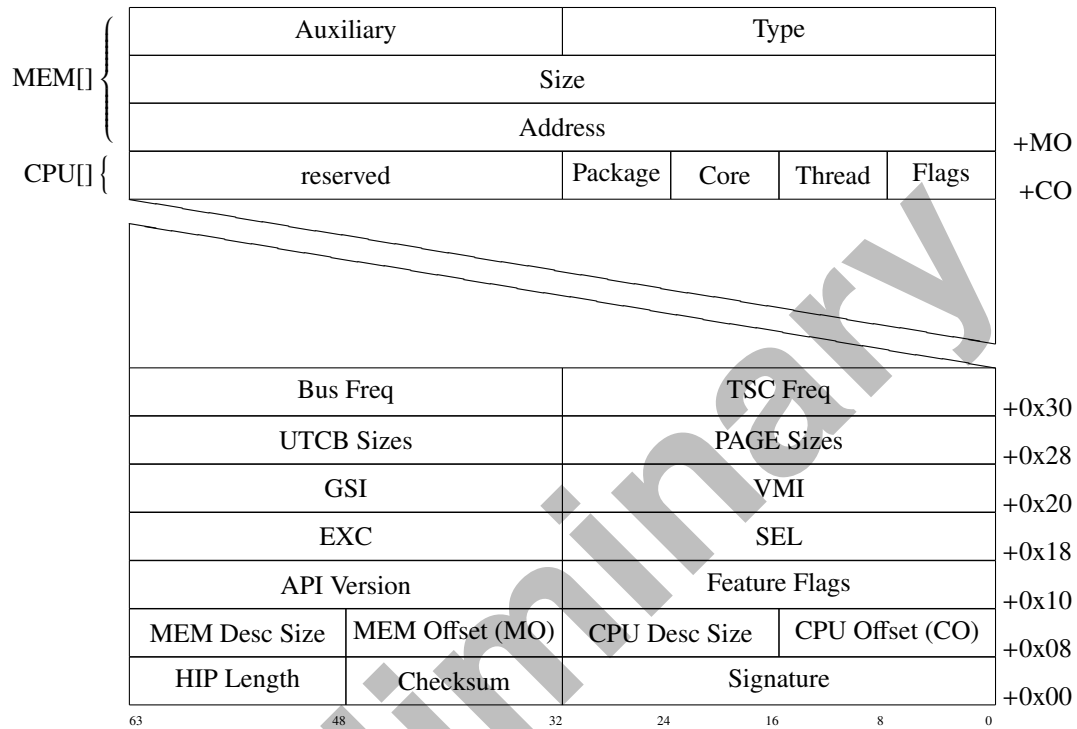 Auxiliary Type
MEM[] Size
Address +MO
CPU[] reserved Package Core Thread Flags +CO
Bus Freq TSC Freq +0x30
UTCB Sizes PAGE Sizes +0x28
GSI VMI +0x20
EXC SEL +0x18
API Version Feature Flags +0x10
MEM Desc Size MEM Offset (MO) CPU Desc Size CPU Offset (CO) +0x08
HIP Length Checksum Signature +0x00
63 48 32 24 16 8 0